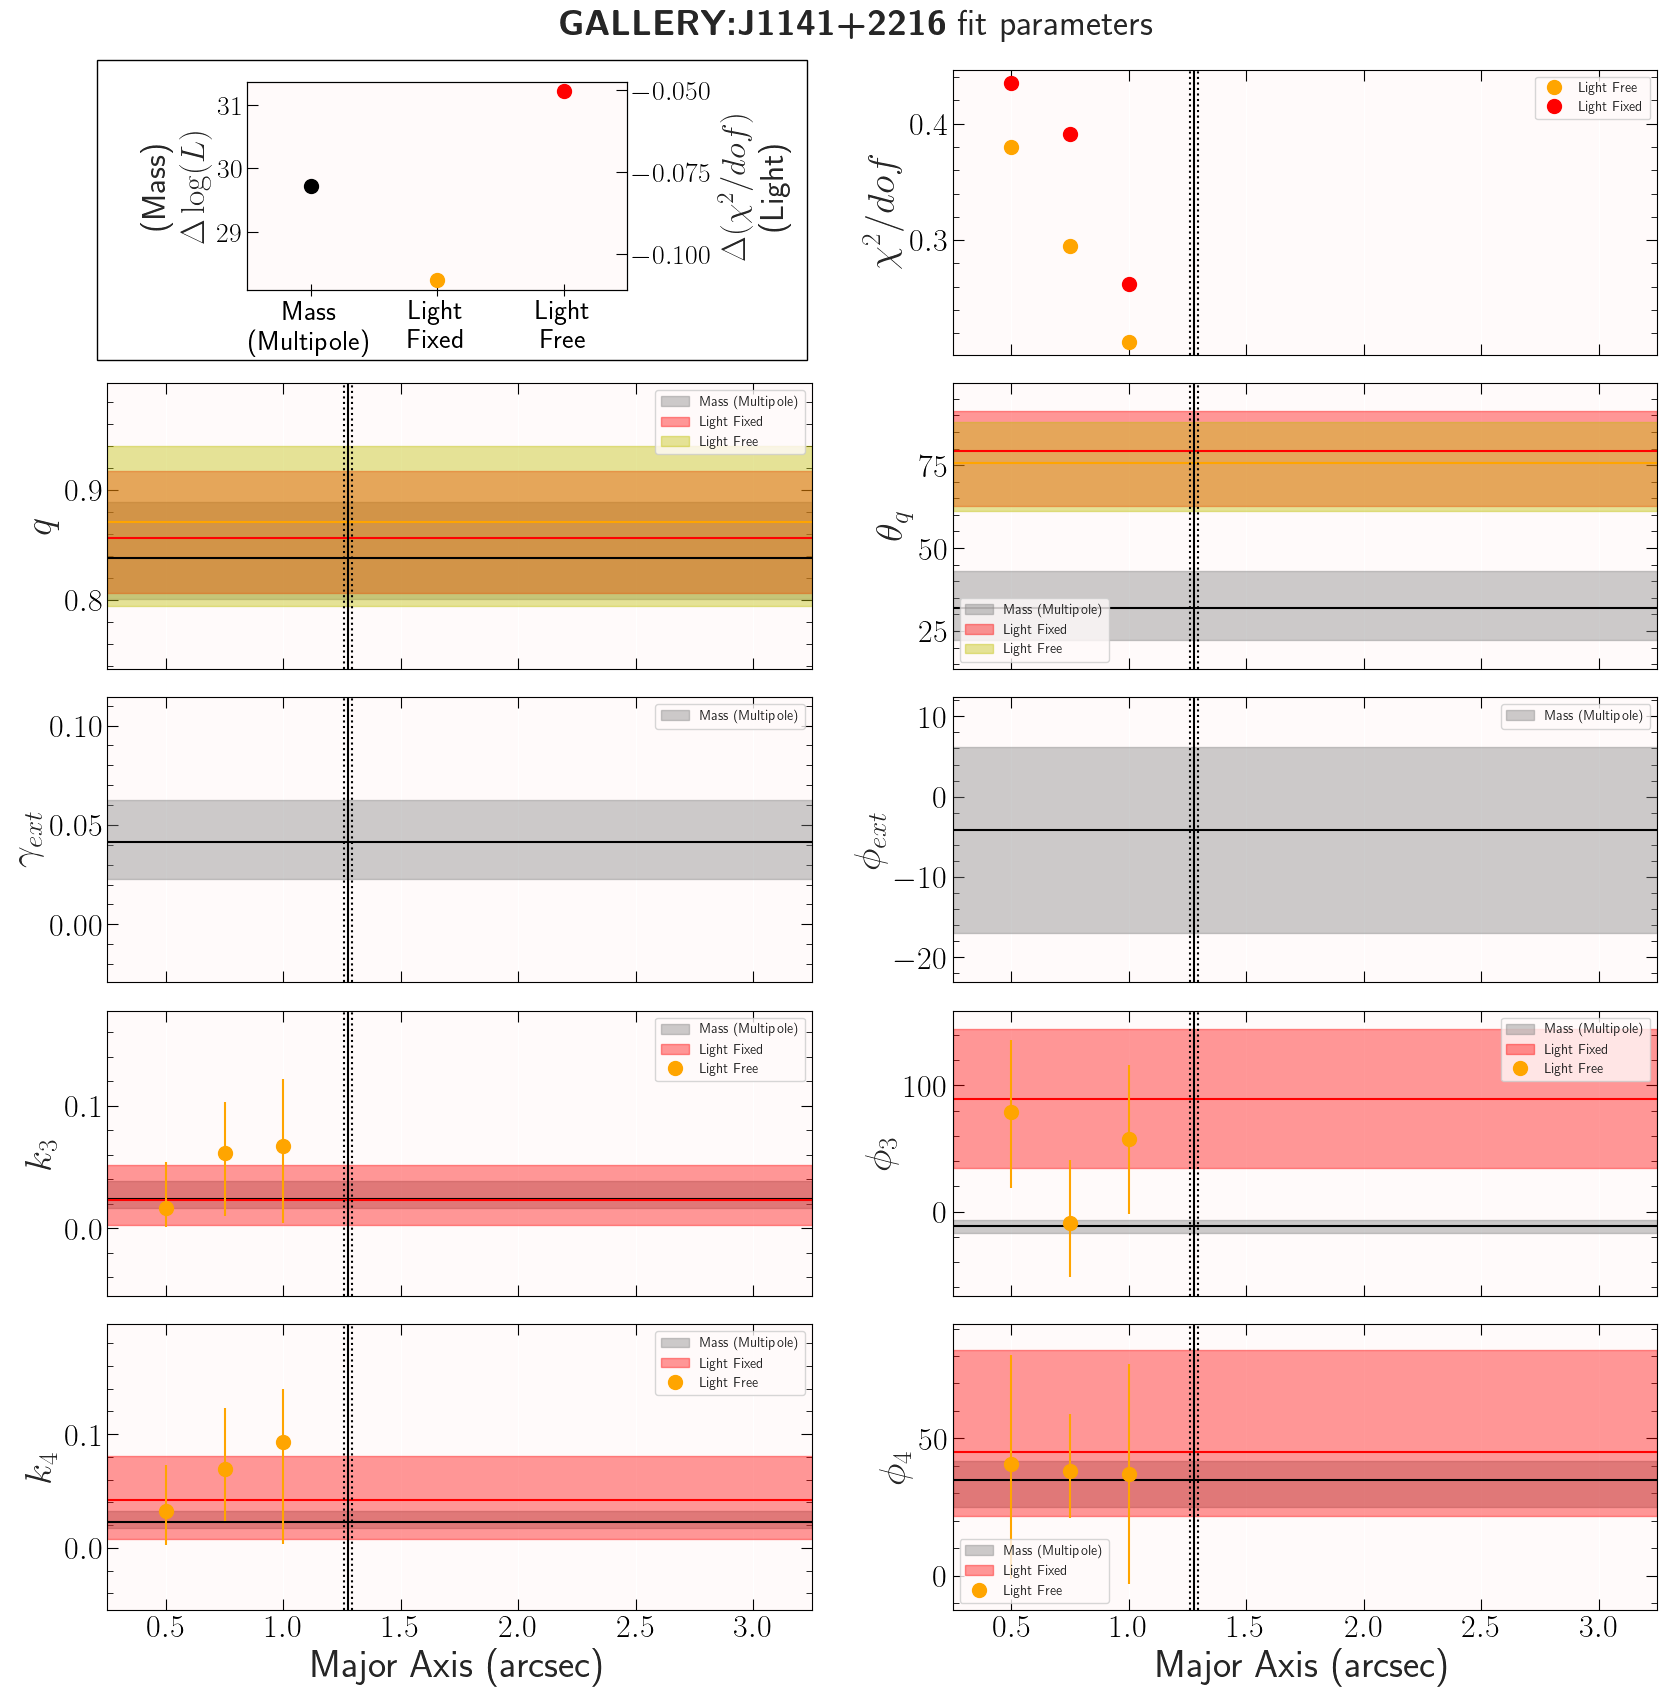 GALLERY:J1141+2216 fit parameters
(Mass)
Δ log(L)
31
30
29
−0.050
−0.075
−0.100
Δ(χ²/dof)
(Light)
Mass
(Multipole)
Light
Fixed
Light
Free
χ²/dof
0.4
0.3
Light Free
Light Fixed
q
0.9
0.8
Mass (Multipole)
Light Fixed
Light Free
θ_q
75
50
25
Mass (Multipole)
Light Fixed
Light Free
γ_ext
0.10
0.05
0.00
Mass (Multipole)
ϕ_ext
10
0
−10
−20
Mass (Multipole)
k₃
0.1
0.0
Mass (Multipole)
Light Fixed
Light Free
ϕ₃
100
0
Mass (Multipole)
Light Fixed
Light Free
k₄
0.1
0.0
Mass (Multipole)
Light Fixed
Light Free
0.5 1.0 1.5 2.0 2.5 3.0
Major Axis (arcsec)
ϕ₄
50
0
Mass (Multipole)
Light Fixed
Light Free
0.5 1.0 1.5 2.0 2.5 3.0
Major Axis (arcsec)